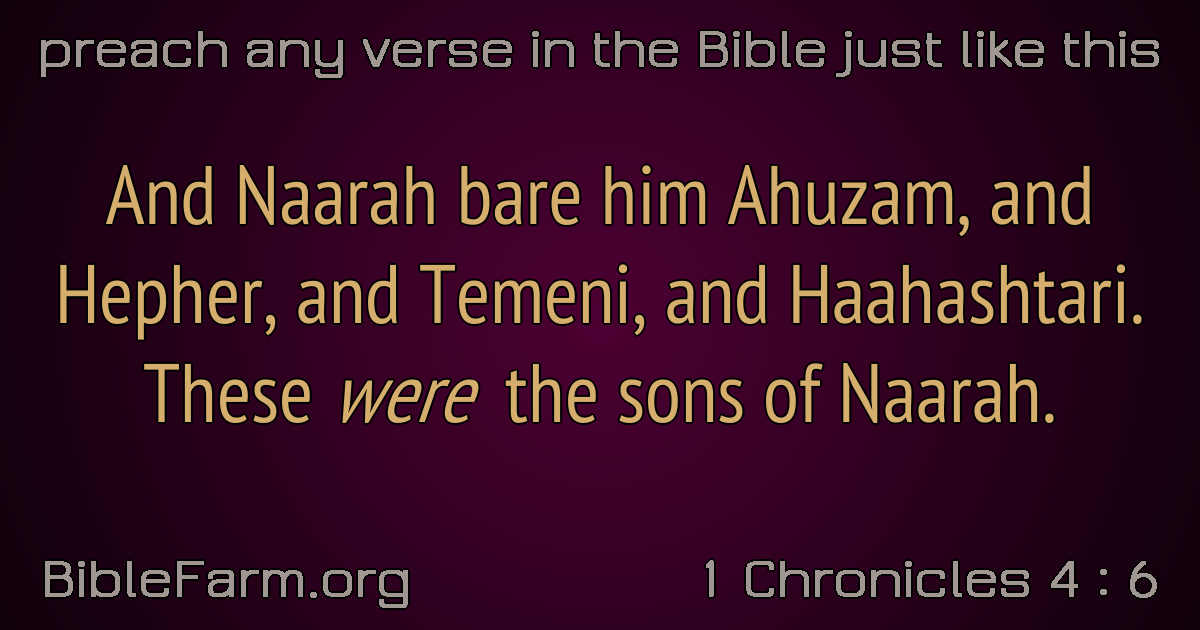 preach any verse in the Bible just like this
And Naarah bare him Ahuzam, and
Hepher, and Temeni, and Haahashtari.
These were the sons of Naarah.
BibleFarm.org
1 Chronicles 4 : 6